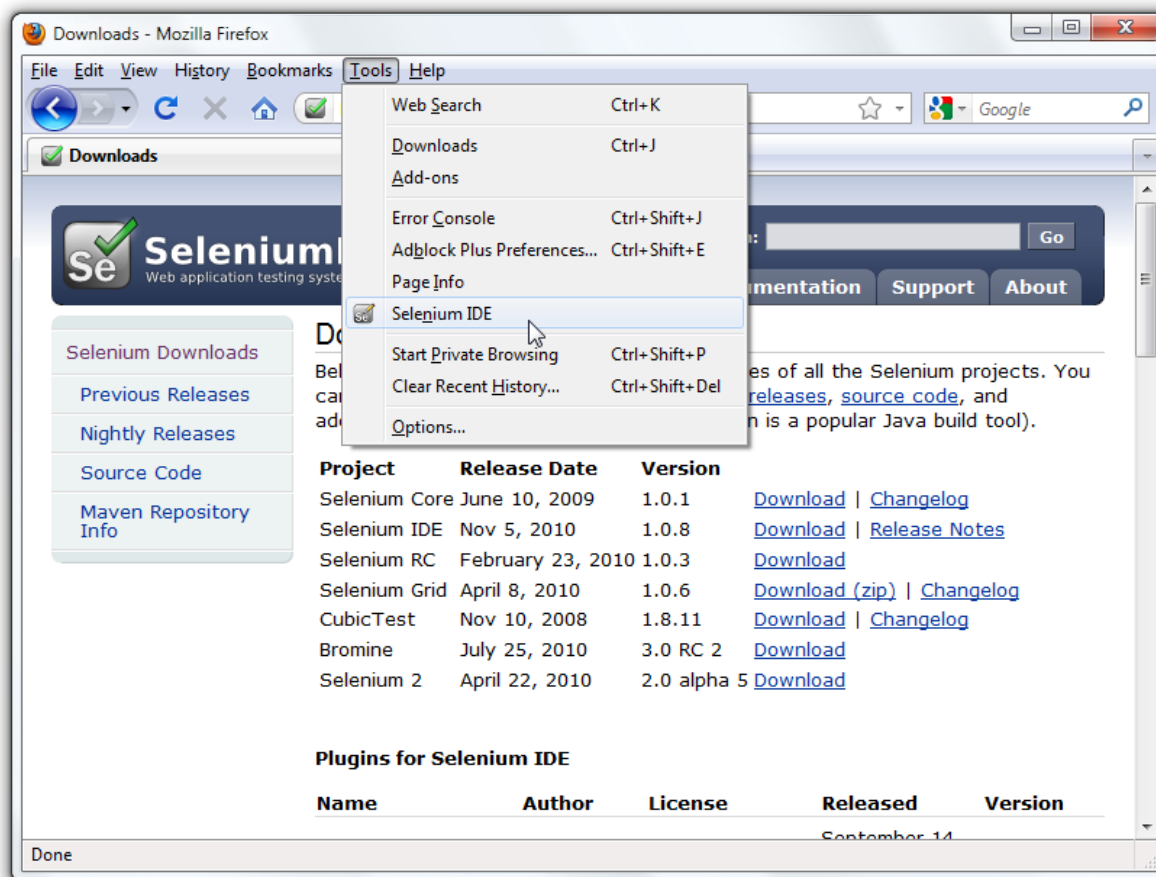 Downloads - Mozilla Firefox
File Edit View History Bookmarks Tools Help
Google
Downloads
Web Search Ctrl+K
Downloads Ctrl+J
Add-ons
Error Console Ctrl+Shift+J
Adblock Plus Preferences... Ctrl+Shift+E
Page Info
Selenium IDE
Start Private Browsing Ctrl+Shift+P
Clear Recent History... Ctrl+Shift+Del
Options...
Se Selenium
Web application testing
Go
Support About
Selenium Downloads
Previous Releases
Nightly Releases
Source Code
Maven Repository
Info
es of all the Selenium projects. You
releases, source code, and
is a popular Java build tool).
Project Release Date Version
Selenium Core June 10, 2009 1.0.1 Download | Changelog
Selenium IDE Nov 5, 2010 1.0.8 Download | Release Notes
Selenium RC February 23, 2010 1.0.3 Download
Selenium Grid April 8, 2010 1.0.6 Download (zip) | Changelog
CubicTest Nov 10, 2008 1.8.11 Download | Changelog
Bromine July 25, 2010 3.0 RC 2 Download
Selenium 2 April 22, 2010 2.0 alpha 5 Download
Plugins for Selenium IDE
Name Author License Released Version
September 14
Done